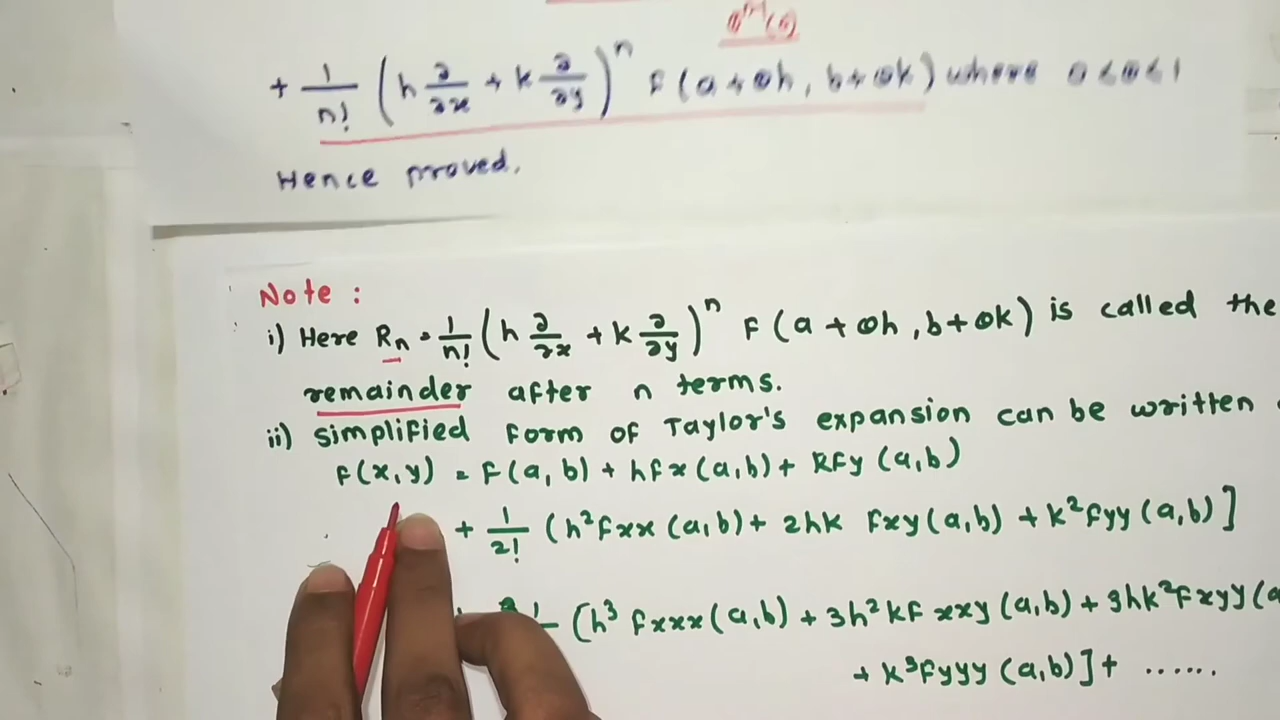 + 1/n! (h ∂/∂x + k ∂/∂y)^n F(a+Θh, b+Θk) where 0<Θ<1
Hence proved.
Note :
i) Here Rn = 1/n! (h ∂/∂x + k ∂/∂y)^n F(a+Θh, b+Θk) is called the
remainder after n terms.
ii) simplified form of Taylor's expansion can be written
F(x,y) = F(a,b) + hfx(a,b) + kFy(a,b)
+ 1/2! (h²fxx(a,b) + 2hk Fxy(a,b) + k²Fyy(a,b)]
(h³ fxxx(a,b) + 3h²kF xxy(a,b) + 3hk²Fxyy(a
+ k³Fyyy(a,b)] + ......